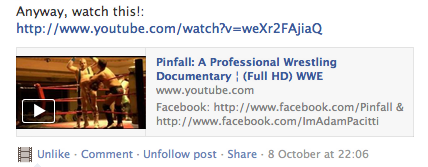 Anyway, watch this!:
http://www.youtube.com/watch?v=weXr2FAjiaQ
Pinfall: A Professional Wrestling
Documentary ¦ (Full HD) WWE
www.youtube.com
Facebook: http://www.facebook.com/Pinfall &
http://www.facebook.com/ImAdamPacitti
Unlike · Comment · Unfollow post · Share · 8 October at 22:06